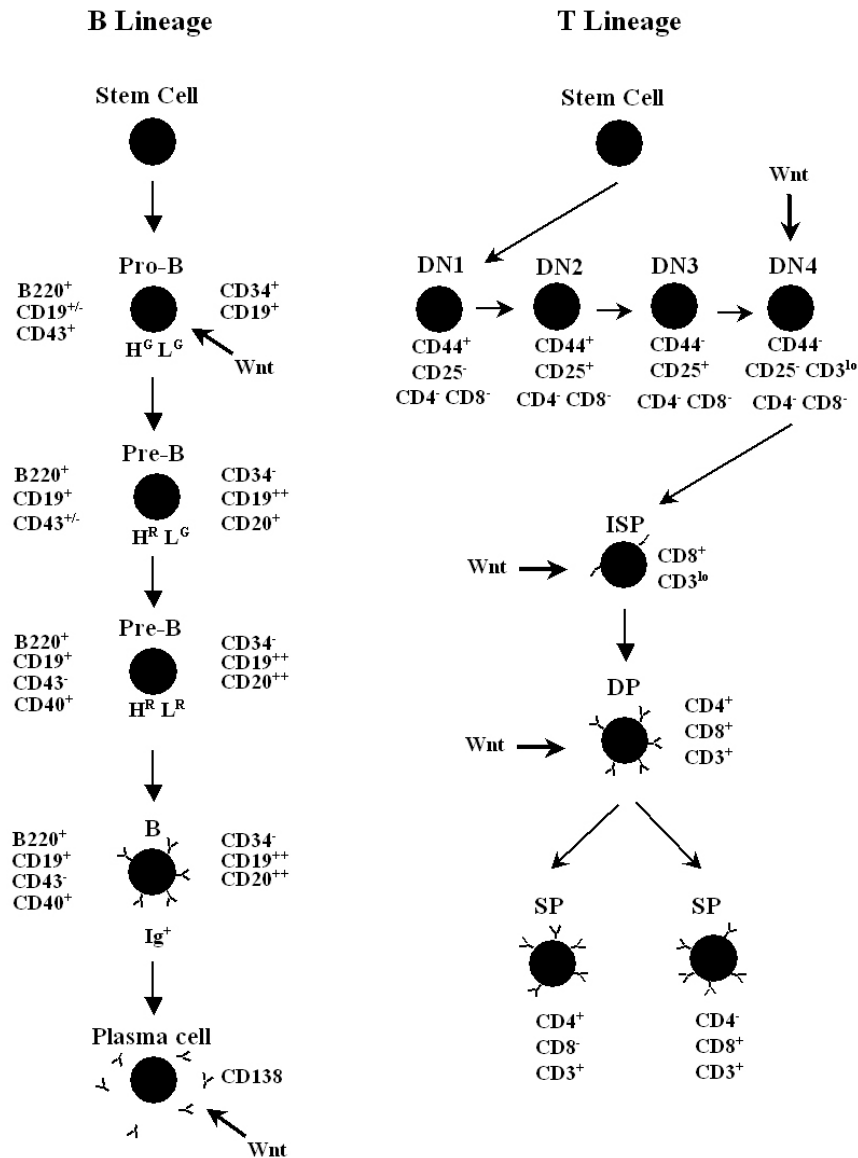 B Lineage
Stem Cell
Pro-B
B220⁺
CD19⁺/⁻
CD43⁺
CD34⁺
CD19⁺
Hᴳ Lᴳ
Wnt
Pre-B
B220⁺
CD19⁺
CD43⁺/⁻
CD34⁻
CD19⁺⁺
CD20⁺
Hᴿ Lᴳ
Pre-B
B220⁺
CD19⁺
CD43⁻
CD40⁺
CD34⁻
CD19⁺⁺
CD20⁺⁺
Hᴿ Lᴿ
B
B220⁺
CD19⁺
CD43⁻
CD40⁺
CD34⁻
CD19⁺⁺
CD20⁺⁺
Ig⁺
Plasma cell
CD138
Wnt
T Lineage
Stem Cell
Wnt
DN1
CD44⁺
CD25⁻
CD4⁻ CD8⁻
DN2
CD44⁺
CD25⁺
CD4⁻ CD8⁻
DN3
CD44⁻
CD25⁺
CD4⁻ CD8⁻
DN4
CD44⁻
CD25⁻ CD3ˡᵒ
CD4⁻ CD8⁻
ISP
Wnt
CD8⁺
CD3ˡᵒ
DP
Wnt
CD4⁺
CD8⁺
CD3⁺
SP
CD4⁺
CD8⁻
CD3⁺
SP
CD4⁻
CD8⁺
CD3⁺